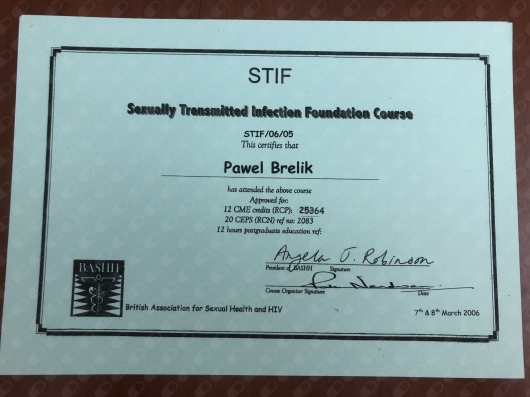 STIF
Sexually Transmitted Infection Foundation Course
STIF/06/05
This certifies that
Pawel Brelik
has attended the above course
Approved for:
12 CME credits (RCP): 25364
20 CEPS (RCN) ref no: 2083
12 hours postgraduate education ref:
Angela J. Robinson
President of BASHH Signature
Course Organiser Signature Date
BASHH
British Association for Sexual Health and HIV
7th & 8th March 2006